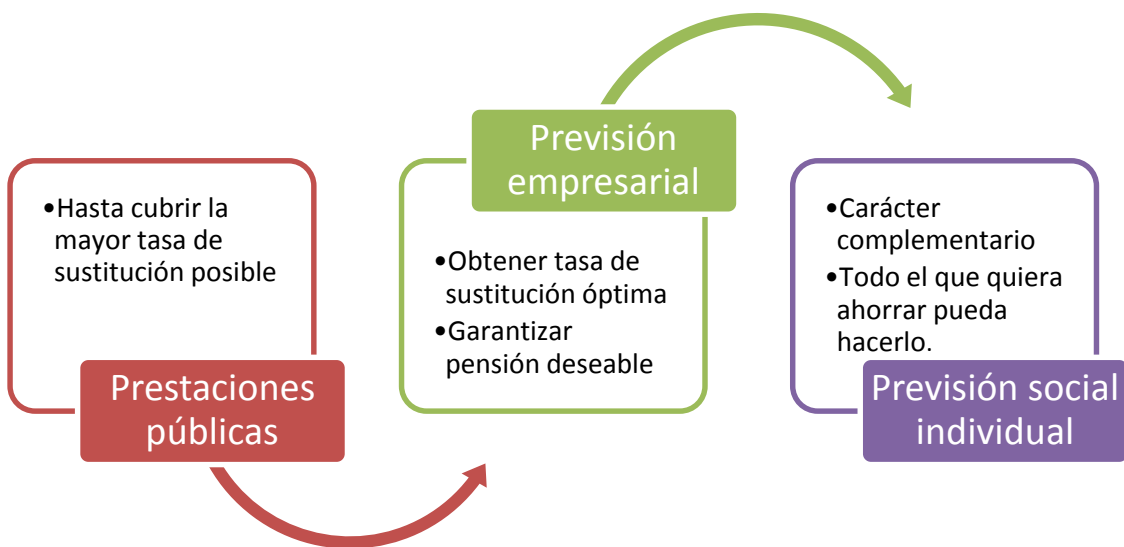 •Hasta cubrir la
mayor tasa de
sustitución posible
Prestaciones
públicas
Previsión
empresarial
•Obtener tasa de
sustitución óptima
•Garantizar
pensión deseable
•Carácter
complementario
•Todo el que quiera
ahorrar pueda
hacerlo.
Previsión social
individual